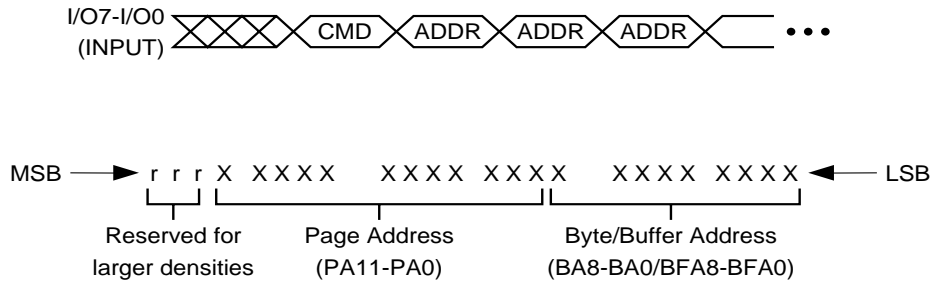 I/O7-I/O0
(INPUT)
CMD ADDR ADDR ADDR
MSB r r r X XXXX XXXX XXXX XXXX XXXX LSB
Reserved for
larger densities
Page Address
(PA11-PA0)
Byte/Buffer Address
(BA8-BA0/BFA8-BFA0)